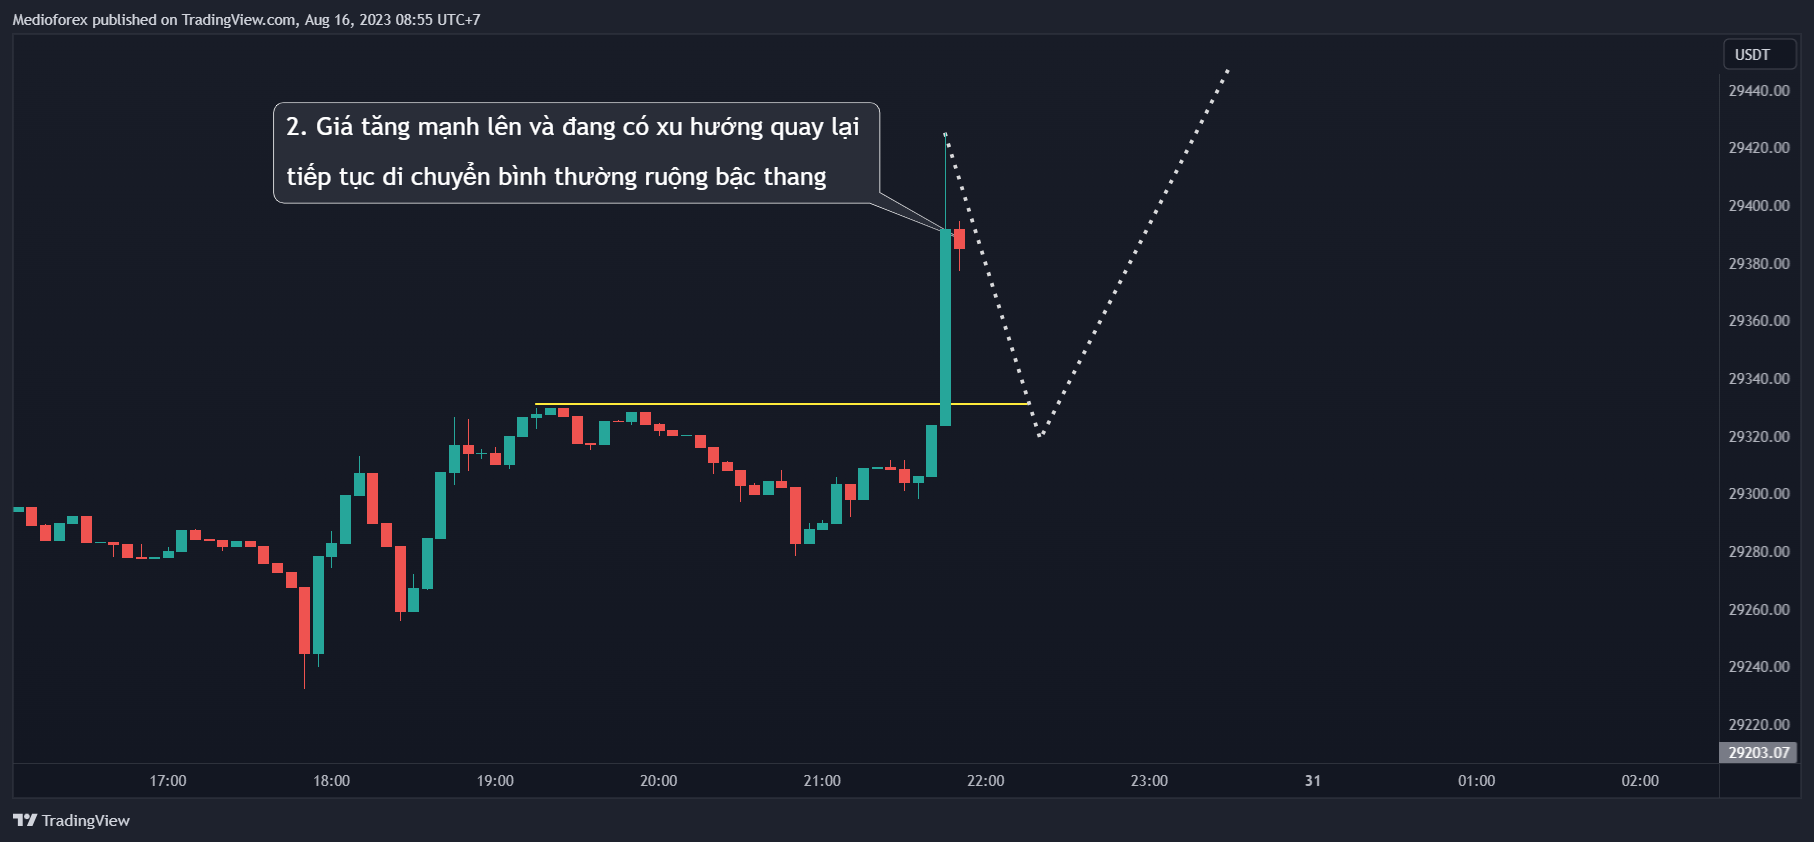 Medioforex published on TradingView.com, Aug 16, 2023 08:55 UTC+7
USDT
2. Giá tăng mạnh lên và đang có xu hướng quay lại
tiếp tục di chuyển bình thường ruộng bậc thang
29440.00
29420.00
29400.00
29380.00
29360.00
29340.00
29320.00
29300.00
29280.00
29260.00
29240.00
29220.00
29203.07
17:00 18:00 19:00 20:00 21:00 22:00 23:00 31 01:00 02:00
TradingView